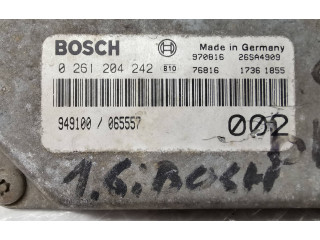 BOSCH
Made in Germany
970816 26SA4909
0 261 204 242 810 76816 1736 1855
949100 / 065557 002
1.6i BOSCH